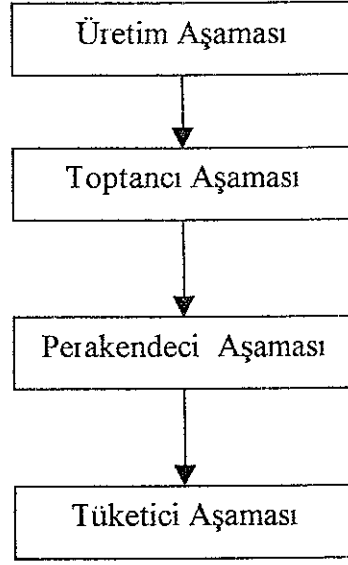 Üretim Aşaması
Toptancı Aşaması
Perakendeci Aşaması
Tüketici Aşaması